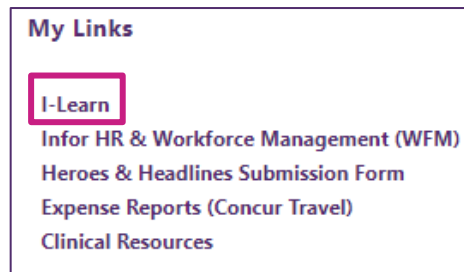 My Links
I-Learn
Infor HR & Workforce Management (WFM)
Heroes & Headlines Submission Form
Expense Reports (Concur Travel)
Clinical Resources